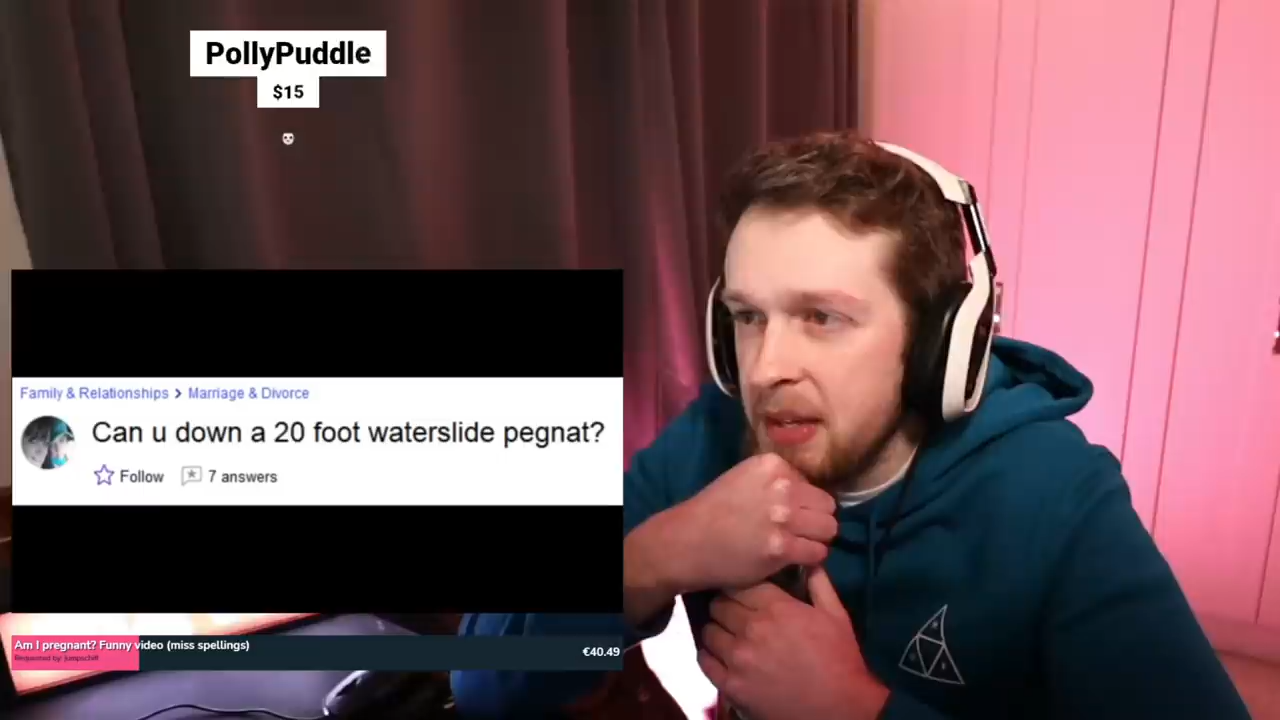 PollyPuddle
$15
Family & Relationships > Marriage & Divorce
Can u down a 20 foot waterslide pegnat?
Follow 7 answers
Am I pregnant? Funny video (miss spellings)
€40.49